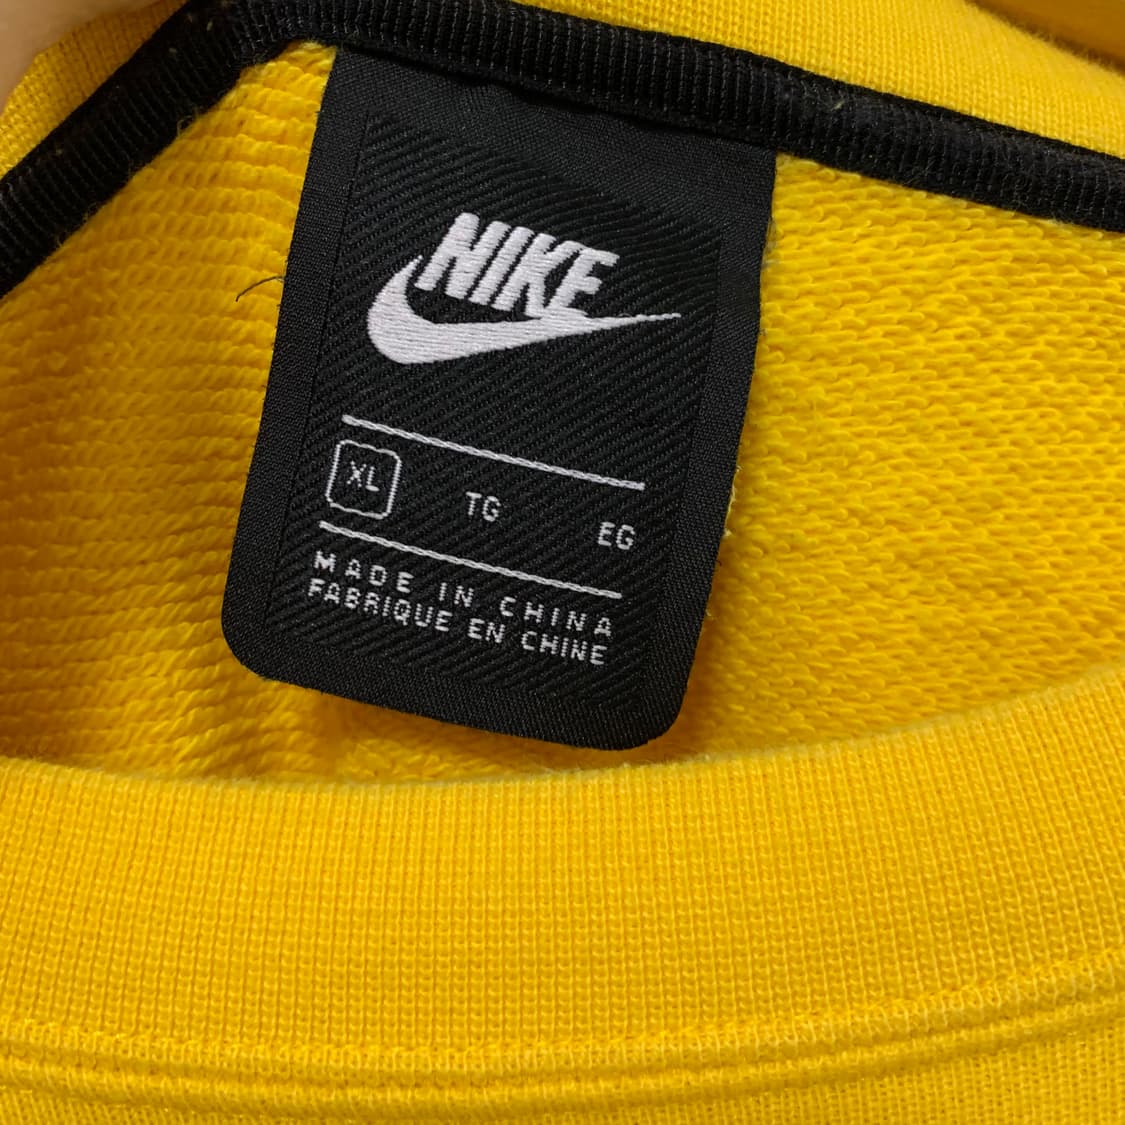 NIKE
XL TG EG
MADE IN CHINA
FABRIQUE EN CHINE